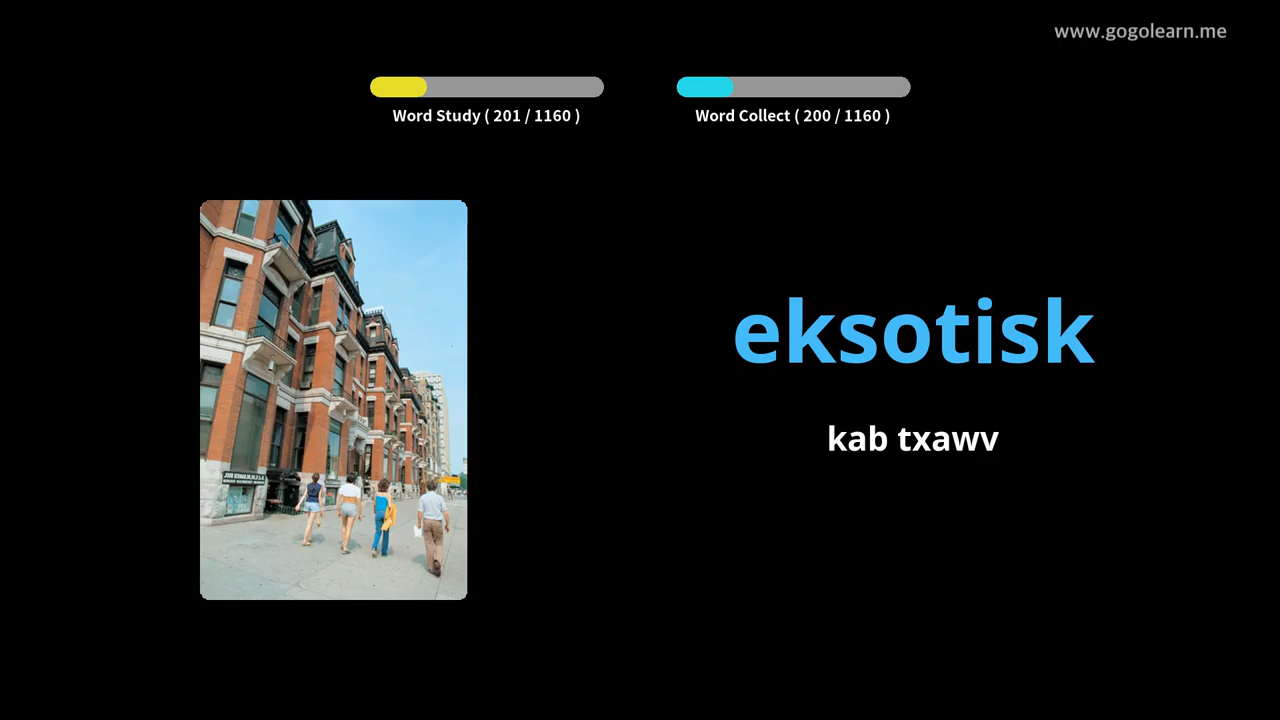 www.gogolearn.me
Word Study ( 201 / 1160 )
Word Collect ( 200 / 1160 )
eksotisk
kab txawv